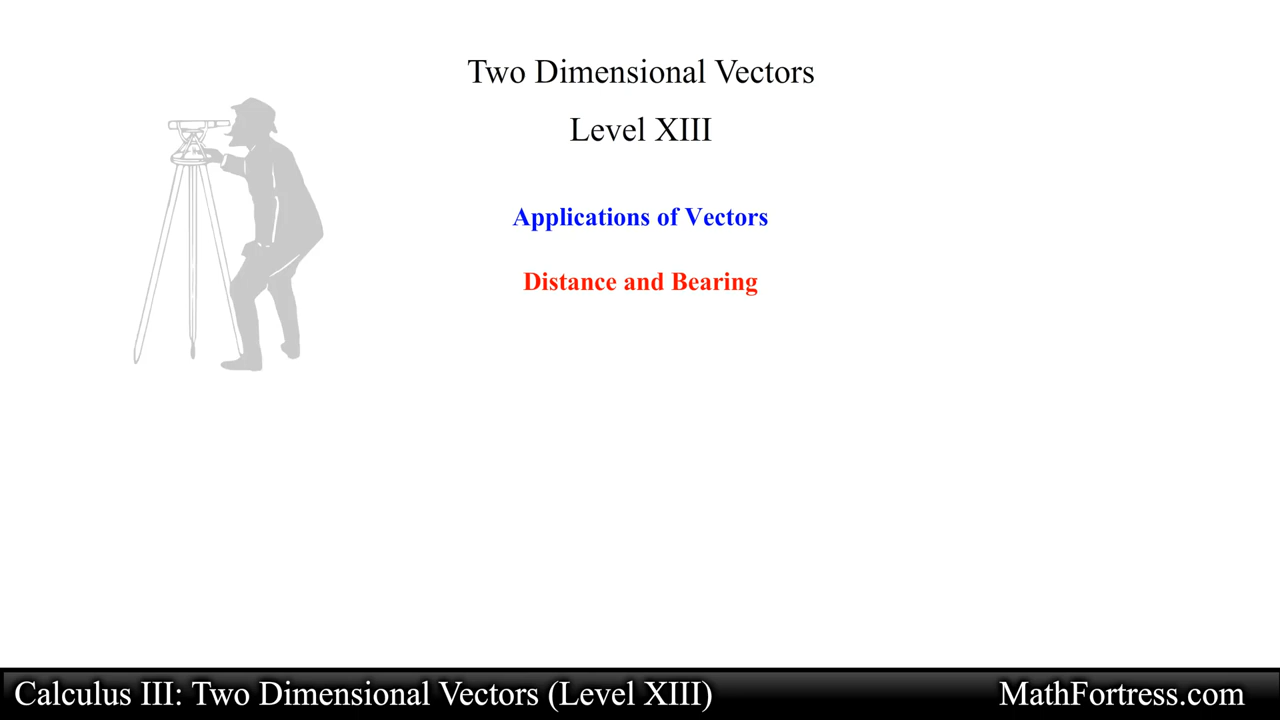 Two Dimensional Vectors
Level XIII
Applications of Vectors
Distance and Bearing
Calculus III: Two Dimensional Vectors (Level XIII)
MathFortress.com